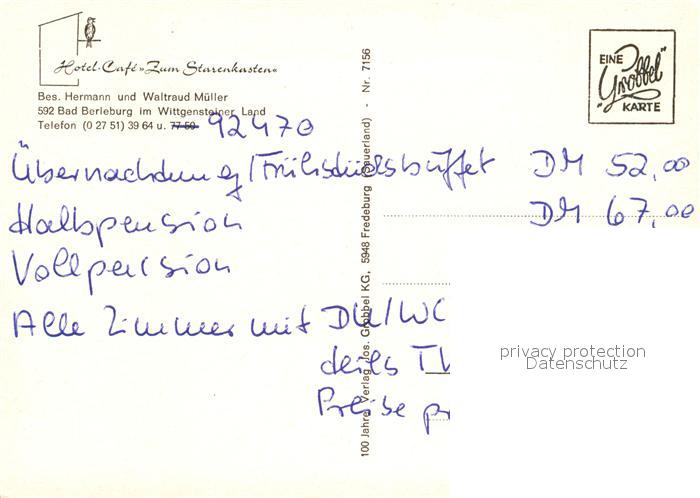 Hotel-Café »Zum Starenkasten«
Bes. Hermann und Waltraud Müller
592 Bad Berleburg im Wittgensteiner Land
Telefon (0 27 51) 39 64 u. 77 50 92470
EINE
"Grobbel"
KARTE
Übernachtung/Frühstücksbuffet DM 52,00
Halbpension DM 67,00
Vollpension
Alle Zimmer mit DU/WC
teils TV
Preise pr
100 Jahre Verlag Jos. Grobbel KG, 5948 Fredeburg (Sauerland) - Nr. 7156
privacy protection
Datenschutz